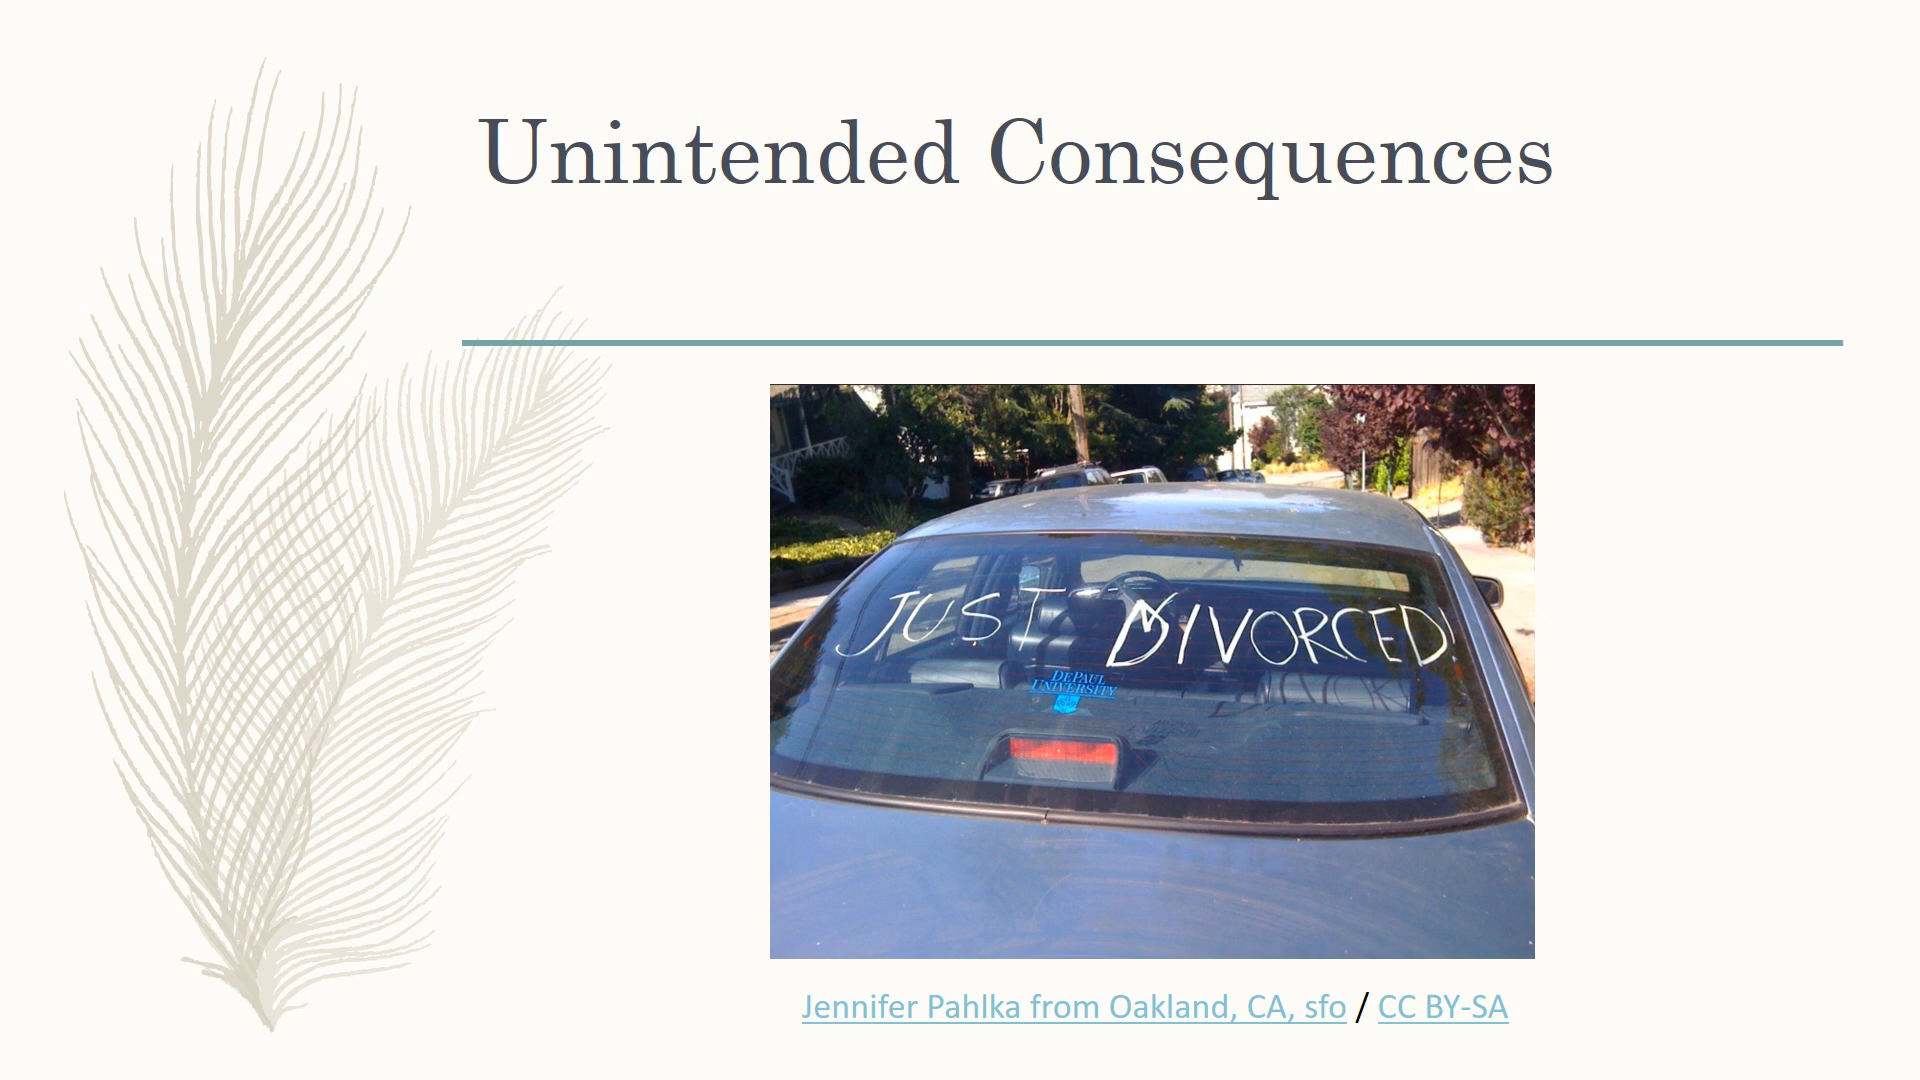 Unintended Consequences
JUST DIVORCED!
DEPAUL
UNIVERSITY
Jennifer Pahlka from Oakland, CA, sfo / CC BY-SA